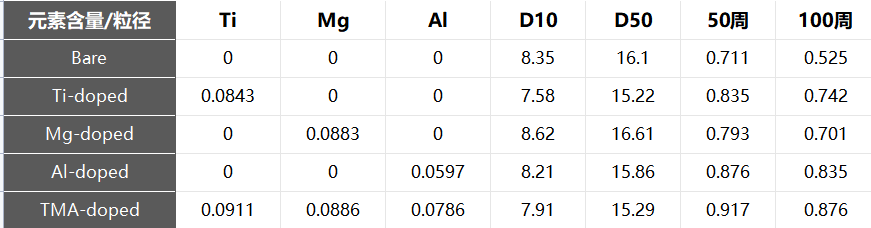 元素含量/粒径 Ti Mg Al D10 D50 50周 100周
Bare 0 0 0 8.35 16.1 0.711 0.525
Ti-doped 0.0843 0 0 7.58 15.22 0.835 0.742
Mg-doped 0 0.0883 0 8.62 16.61 0.793 0.701
Al-doped 0 0 0.0597 8.21 15.86 0.876 0.835
TMA-doped 0.0911 0.0886 0.0786 7.91 15.29 0.917 0.876